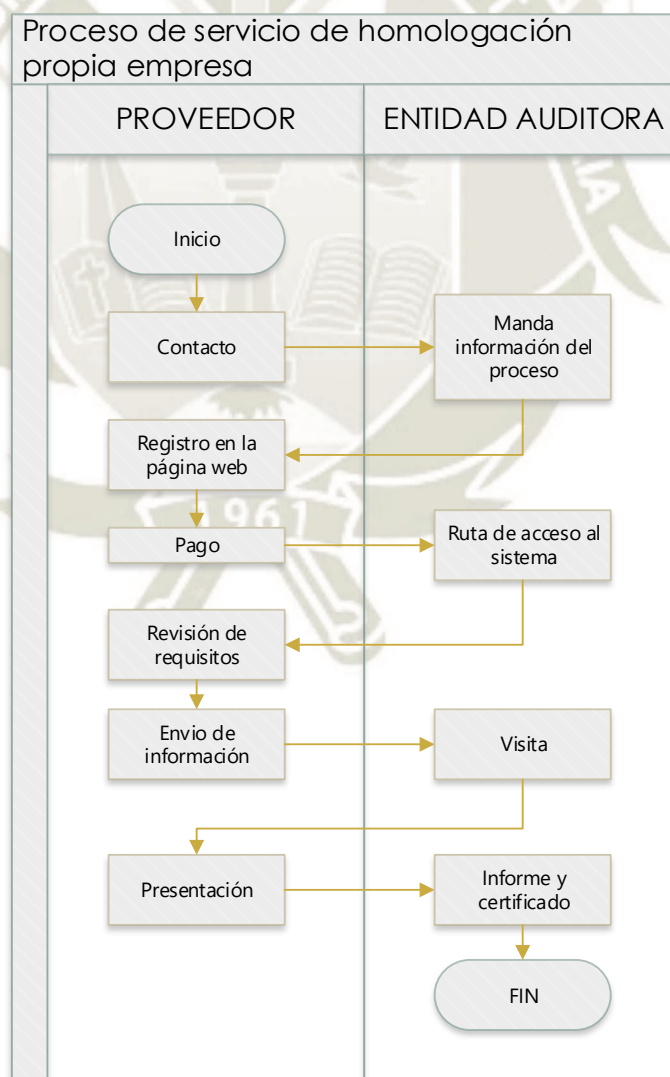 Proceso de servicio de homologación
propia empresa
PROVEEDOR
ENTIDAD AUDITORA
Inicio
Contacto
Manda
información del
proceso
Registro en la
página web
1961
Pago
Ruta de acceso al
sistema
Revisión de
requisitos
Envio de
información
Visita
Presentación
Informe y
certificado
FIN